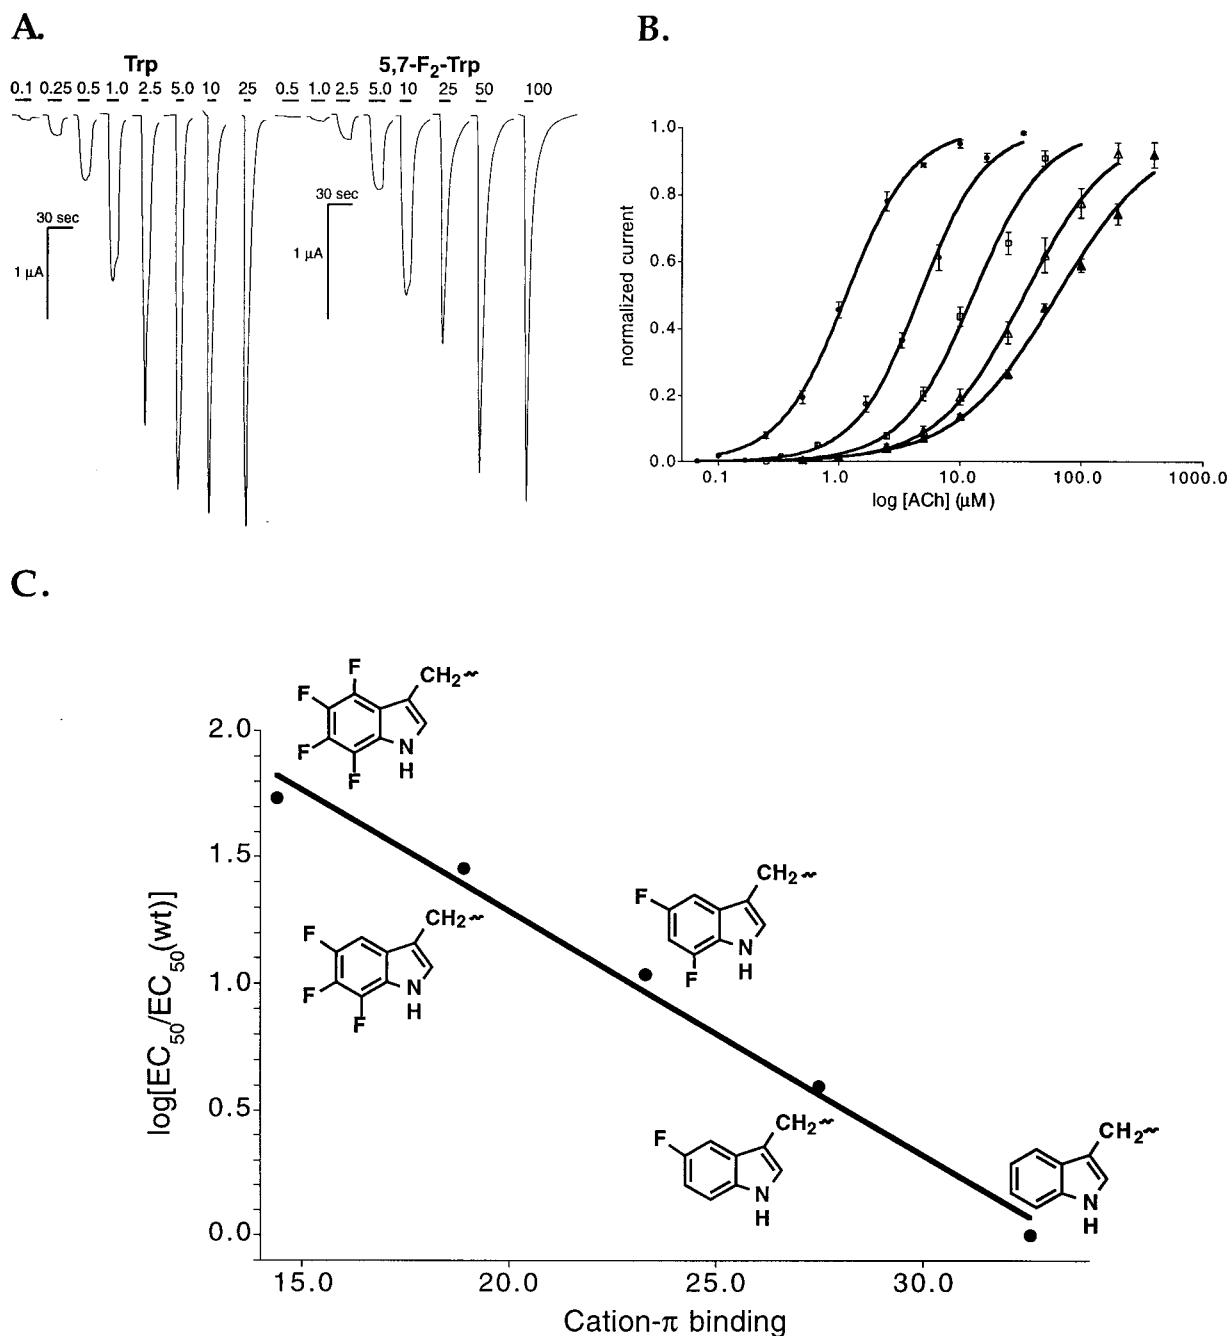 A.
Trp
5,7-F2-Trp
0.1 0.25 0.5 1.0 2.5 5.0 10 25 0.5 1.0 2.5 5.0 10 25 50 100
30 sec
1 μA
30 sec
1 μA
B.
1.0
0.8
0.6
0.4
0.2
0.0
normalized current
0.1 1.0 10.0 100.0 1000.0
log [ACh] (μM)
C.
2.0
1.5
1.0
0.5
0.0
log[EC50/EC50(wt)]
F
F
F
F
CH2
N
H
F
F
F
CH2
N
H
F
F
CH2
N
H
F
CH2
N
H
CH2
N
H
15.0 20.0 25.0 30.0
Cation-π binding